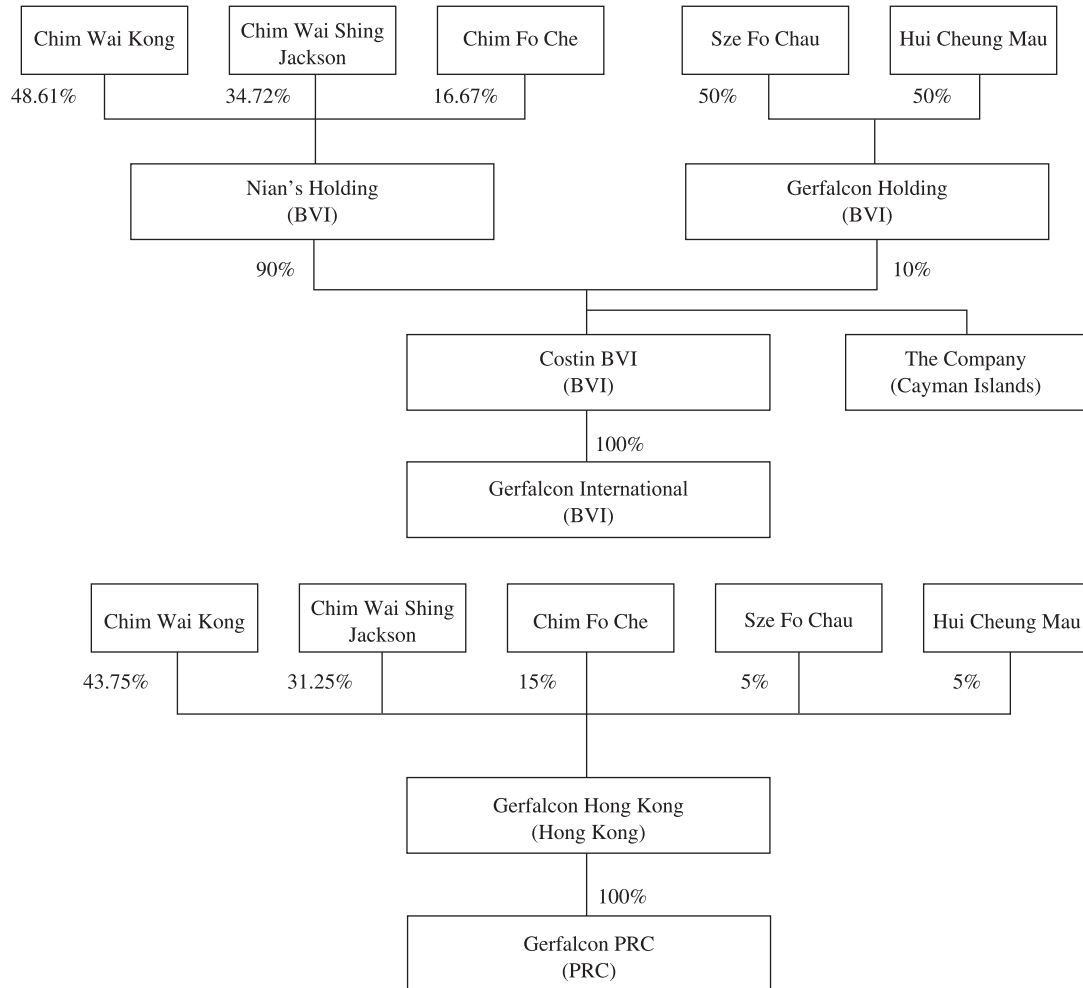 Chim Wai Kong
Chim Wai Shing
Jackson
Chim Fo Che
Sze Fo Chau
Hui Cheung Mau
48.61%
34.72%
16.67%
50%
50%
Nian's Holding
(BVI)
Gerfalcon Holding
(BVI)
90%
10%
Costin BVI
(BVI)
The Company
(Cayman Islands)
100%
Gerfalcon International
(BVI)
Chim Wai Kong
Chim Wai Shing
Jackson
Chim Fo Che
Sze Fo Chau
Hui Cheung Mau
43.75%
31.25%
15%
5%
5%
Gerfalcon Hong Kong
(Hong Kong)
100%
Gerfalcon PRC
(PRC)